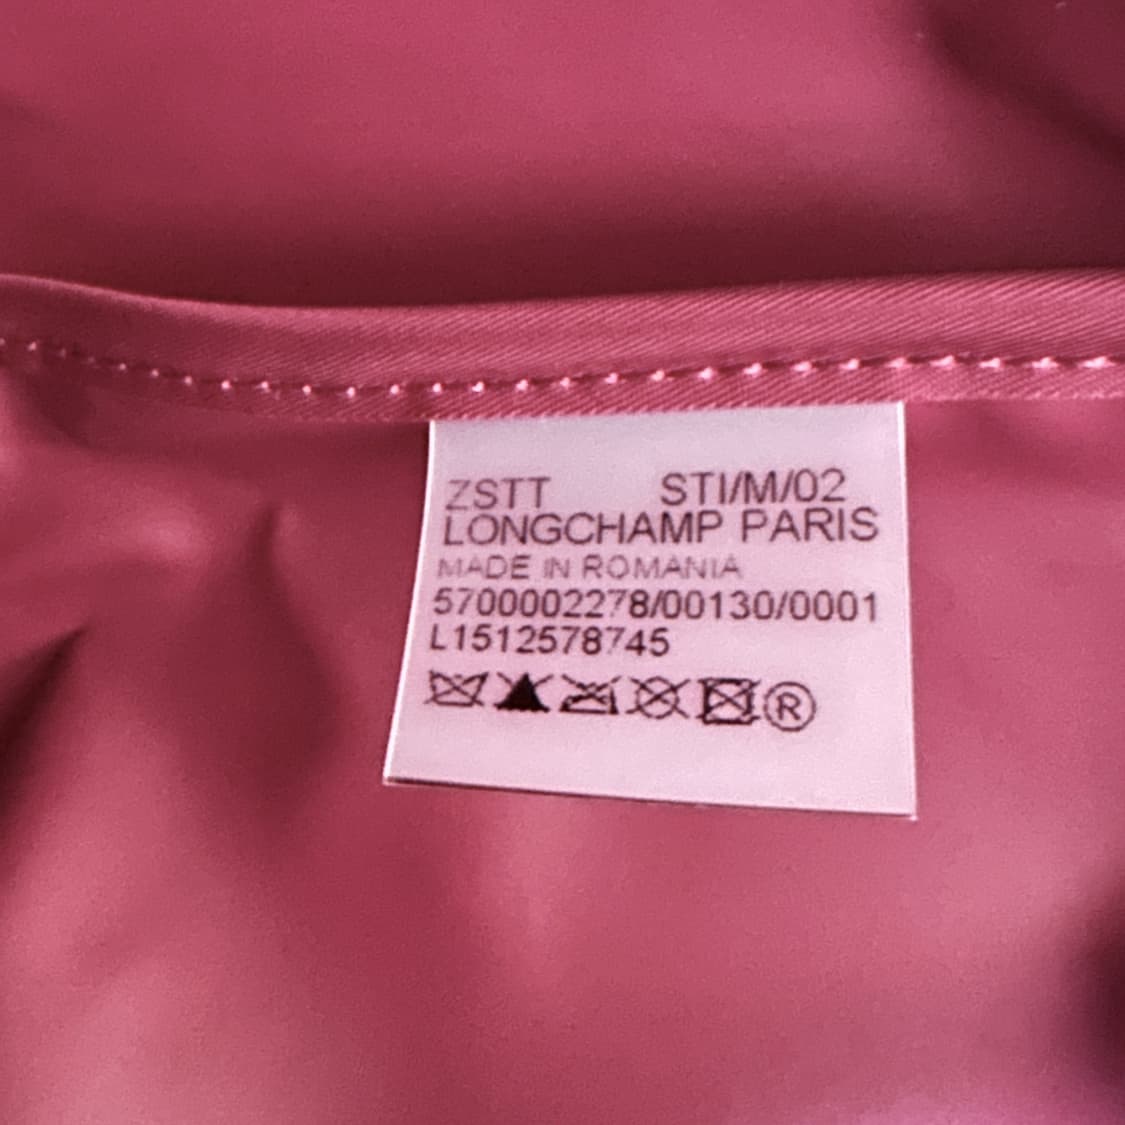 ZSTT STI/M/02
LONGCHAMP PARIS
MADE IN ROMANIA
5700002278/00130/0001
L1512578745
®